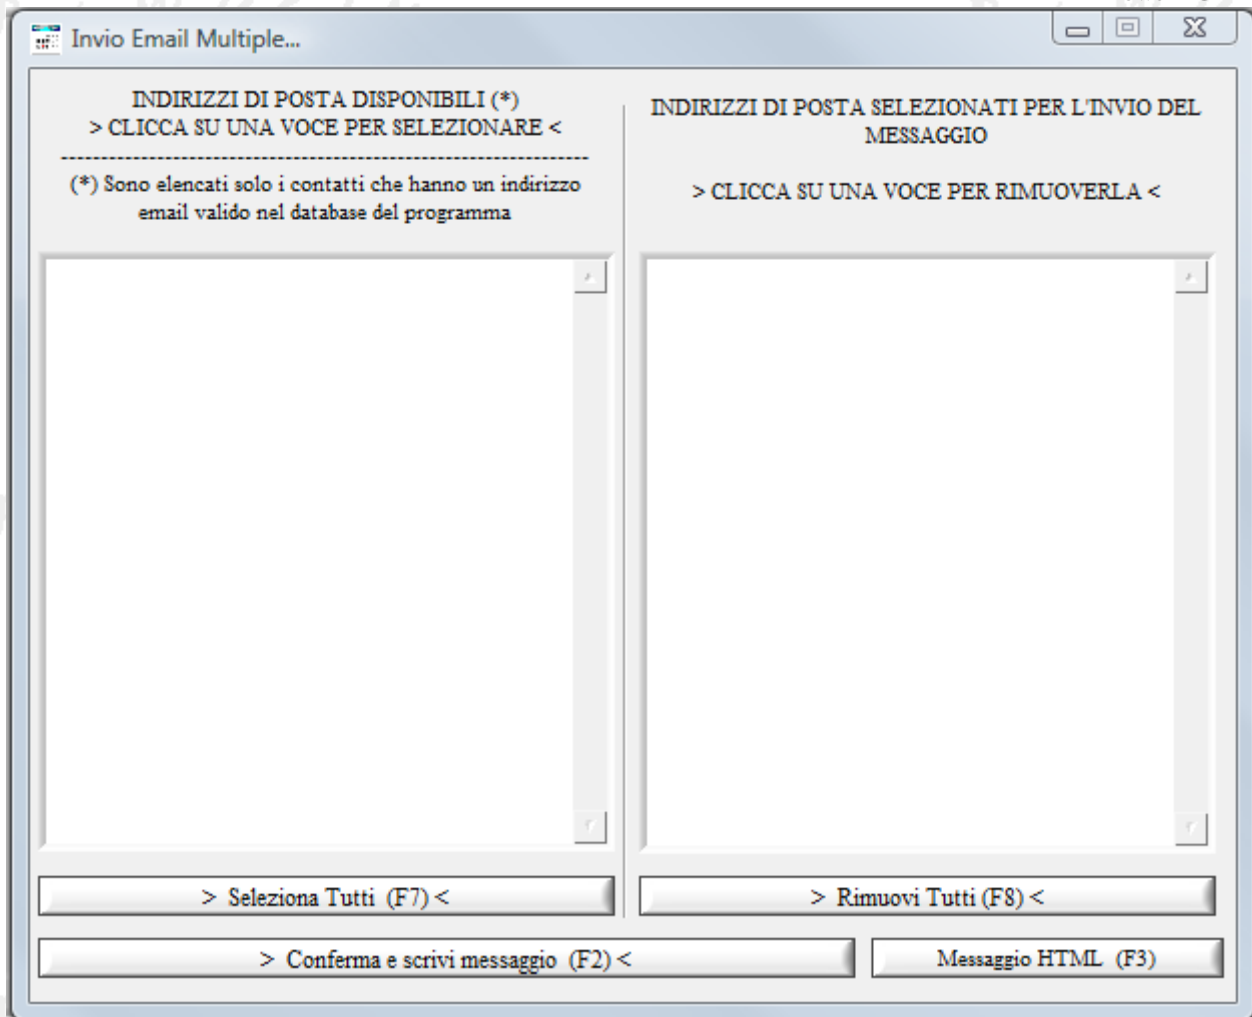 Invio Email Multiple...
INDIRIZZI DI POSTA DISPONIBILI (*)
> CLICCA SU UNA VOCE PER SELEZIONARE <
------------------------------------------------------------------
(*) Sono elencati solo i contatti che hanno un indirizzo
email valido nel database del programma
INDIRIZZI DI POSTA SELEZIONATI PER L'INVIO DEL
MESSAGGIO
> CLICCA SU UNA VOCE PER RIMUOVERLA <
> Seleziona Tutti (F7) <
> Rimuovi Tutti (F8) <
> Conferma e scrivi messaggio (F2) <
Messaggio HTML (F3)